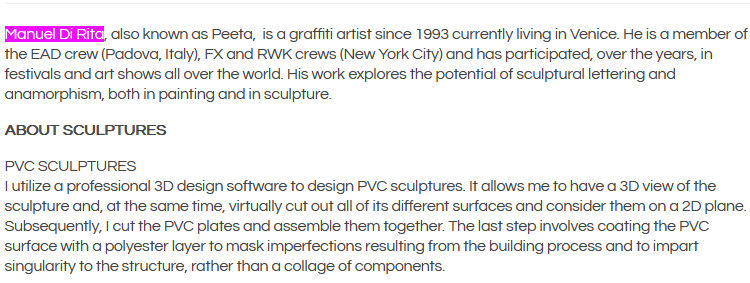 Manuel Di Rita, also known as Peeta,  is a graffiti artist since 1993 currently living in Venice. He is a member of
the EAD crew (Padova, Italy), FX and RWK crews (New York City) and has participated, over the years, in
festivals and art shows all over the world. His work explores the potential of sculptural lettering and
anamorphism, both in painting and in sculpture.
ABOUT SCULPTURES
PVC SCULPTURES
I utilize a professional 3D design software to design PVC sculptures. It allows me to have a 3D view of the
sculpture and, at the same time, virtually cut out all of its different surfaces and consider them on a 2D plane.
Subsequently, I cut the PVC plates and assemble them together. The last step involves coating the PVC
surface with a polyester layer to mask imperfections resulting from the building process and to impart
singularity to the structure, rather than a collage of components.